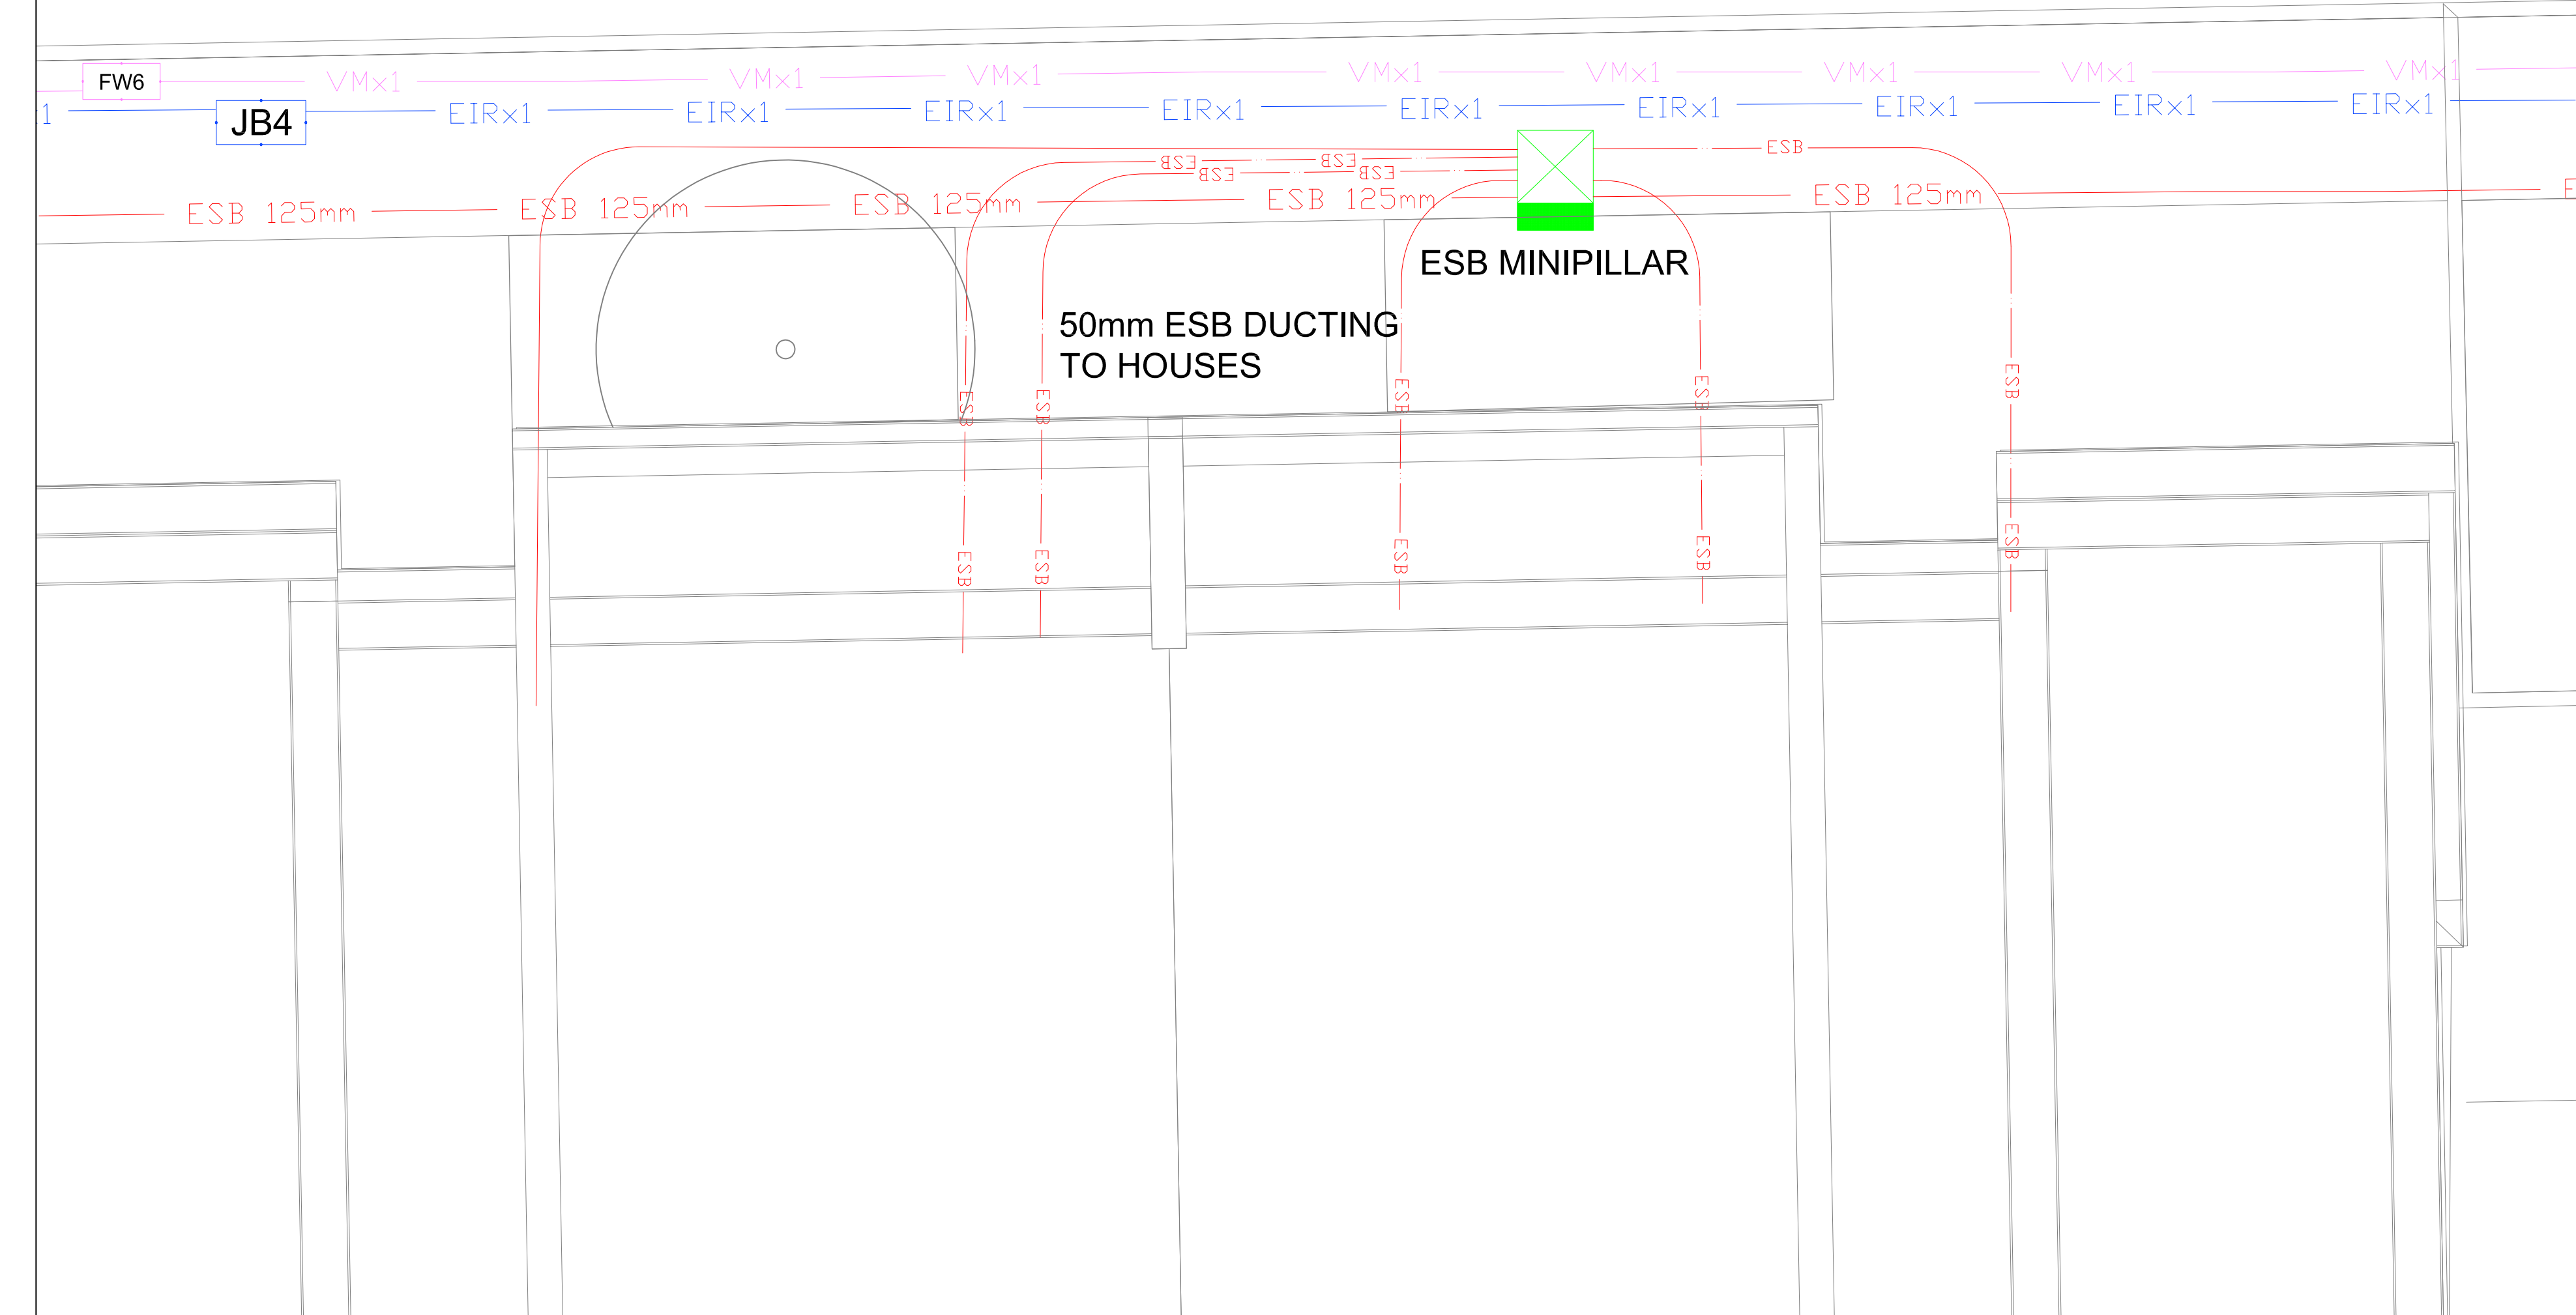 FW6 VMx1 VMx1 VMx1 VMx1 VMx1 VMx1 VMx1 VMx1
1 JB4 EIRx1 EIRx1 EIRx1 EIRx1 EIRx1 EIRx1 EIRx1 EIRx1 EIRx1
ESB ESB ESB
ESB ESB
ESB 125mm ESB 125mm ESB 125mm ESB 125mm ESB 125mm
ESB MINIPILLAR
50mm ESB DUCTING
TO HOUSES
ESB ESB ESB ESB ESB
ESB ESB ESB ESB ESB